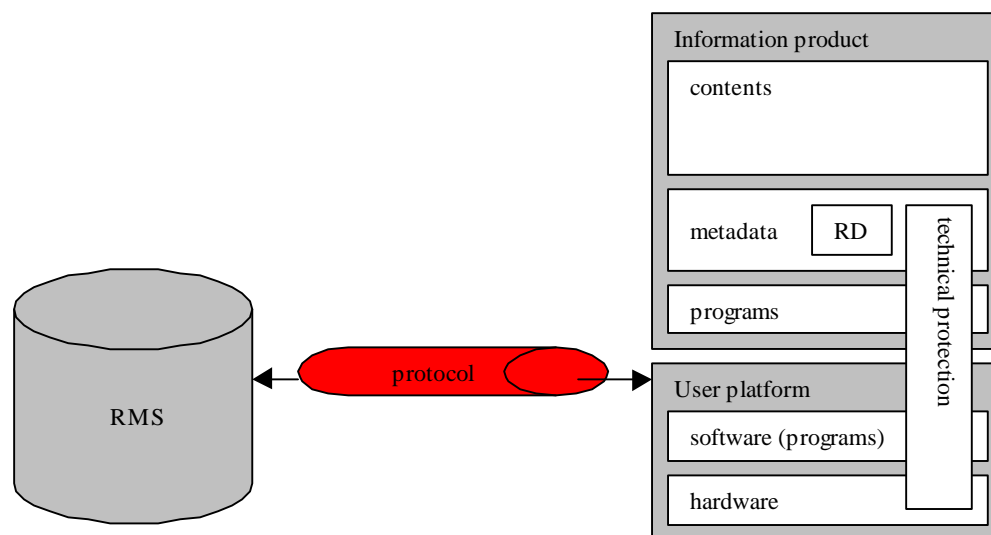 Information product
contents
metadata
RD
technical protection
programs
protocol
RMS
User platform
software (programs)
hardware